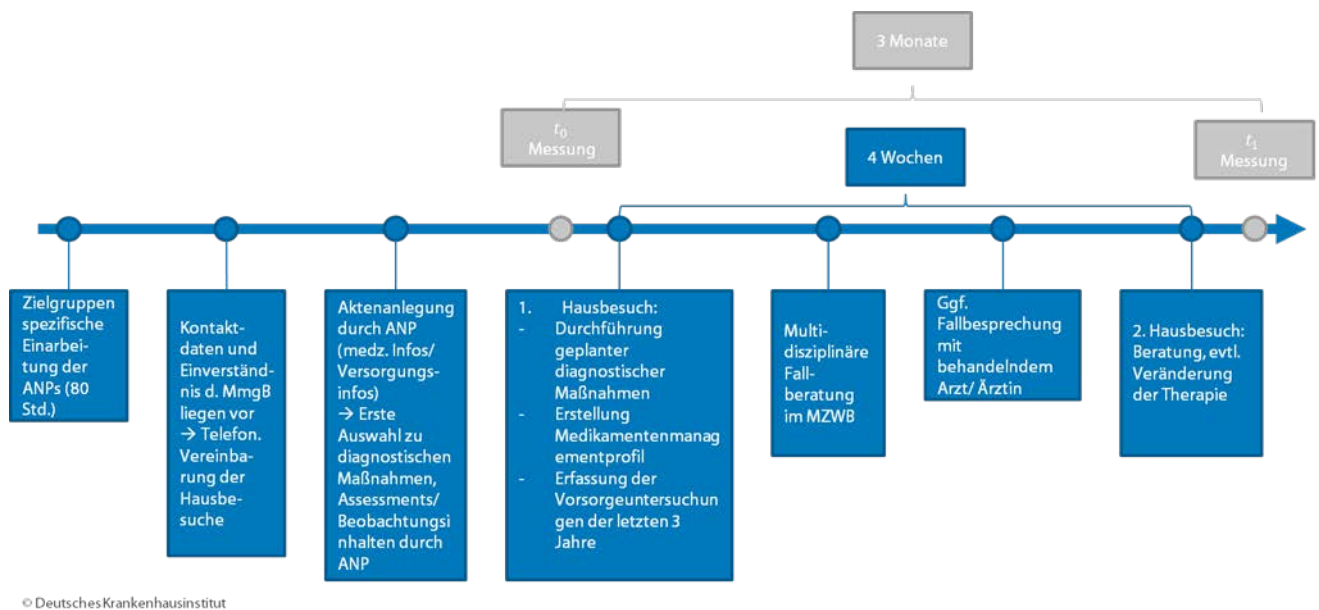 3 Monate
t0
Messung
4 Wochen
t1
Messung
Zielgruppen
spezifische
Einarbei-
tung der
ANPs (80
Std.)
Kontakt-
daten und
Einverständ-
nis d. MmgB
liegen vor
→ Telefon.
Vereinba-
rung der
Hausbe-
suche
Aktenanlegung
durch ANP
(medz. Infos/
Versorgungs-
infos)
→ Erste
Auswahl zu
diagnostischen
Maßnahmen,
Assessments/
Beobachtungsi
nhalten durch
ANP
1. Hausbesuch:
- Durchführung
geplanter
diagnostischer
Maßnahmen
- Erstellung
Medikamentenmanag
ementprofil
- Erfassung der
Vorsorgeuntersuchun
gen der letzten 3
Jahre
Multi-
disziplinäre
Fall-
beratung
im MZWB
Ggf.
Fallbesprechung
mit
behandelndem
Arzt/ Ärztin
2. Hausbesuch:
Beratung, evtl.
Veränderung
der Therapie
© Deutsches Krankenhausinstitut